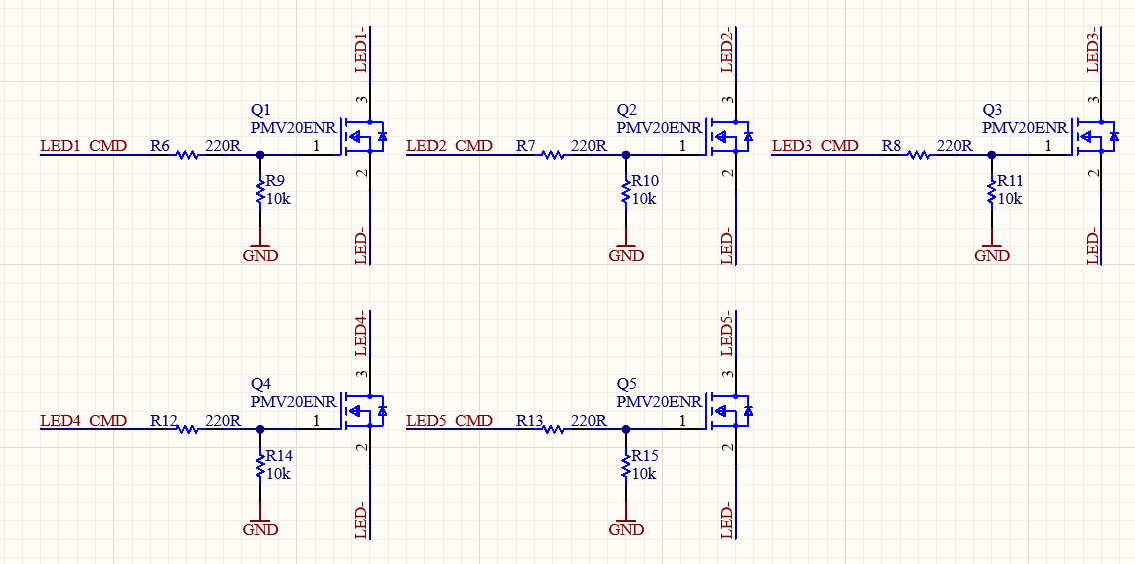 LED1-
3
Q1
PMV20ENR
LED1_CMD R6 220R 1
2
R9
10k
GND
LED-
LED2-
3
Q2
PMV20ENR
LED2_CMD R7 220R 1
2
R10
10k
GND
LED-
LED3-
3
Q3
PMV20ENR
LED3_CMD R8 220R 1
2
R11
10k
GND
LED-
LED4-
3
Q4
PMV20ENR
LED4_CMD R12 220R 1
2
R14
10k
GND
LED-
LED5-
3
Q5
PMV20ENR
LED5_CMD R13 220R 1
2
R15
10k
GND
LED-